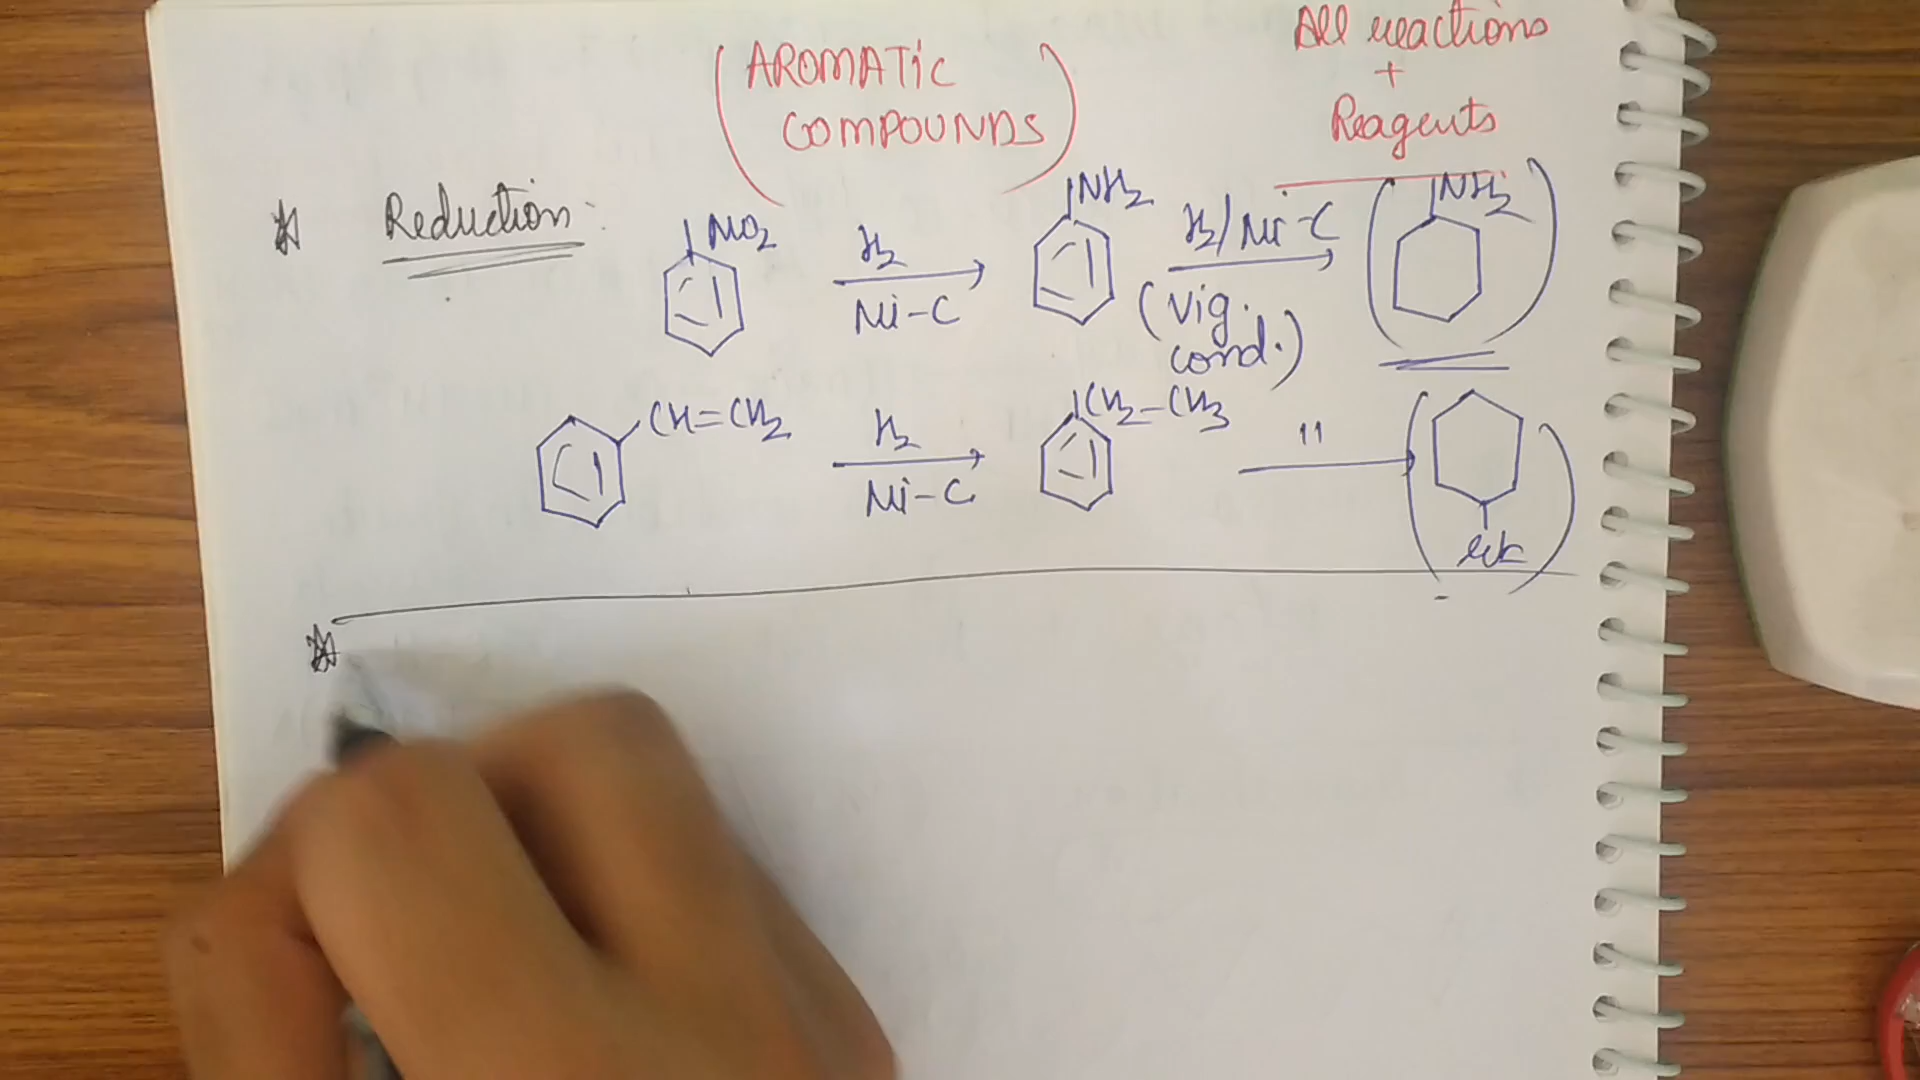 All reactions
+
Reagents
(AROMATIC
COMPOUNDS)
Reduction:
NO2 H2 NH2 H2/Ni-C (NH2)
Ni-C (Vig.
cond.)
CH=CH2 H2 CH2-CH3 "
Ni-C